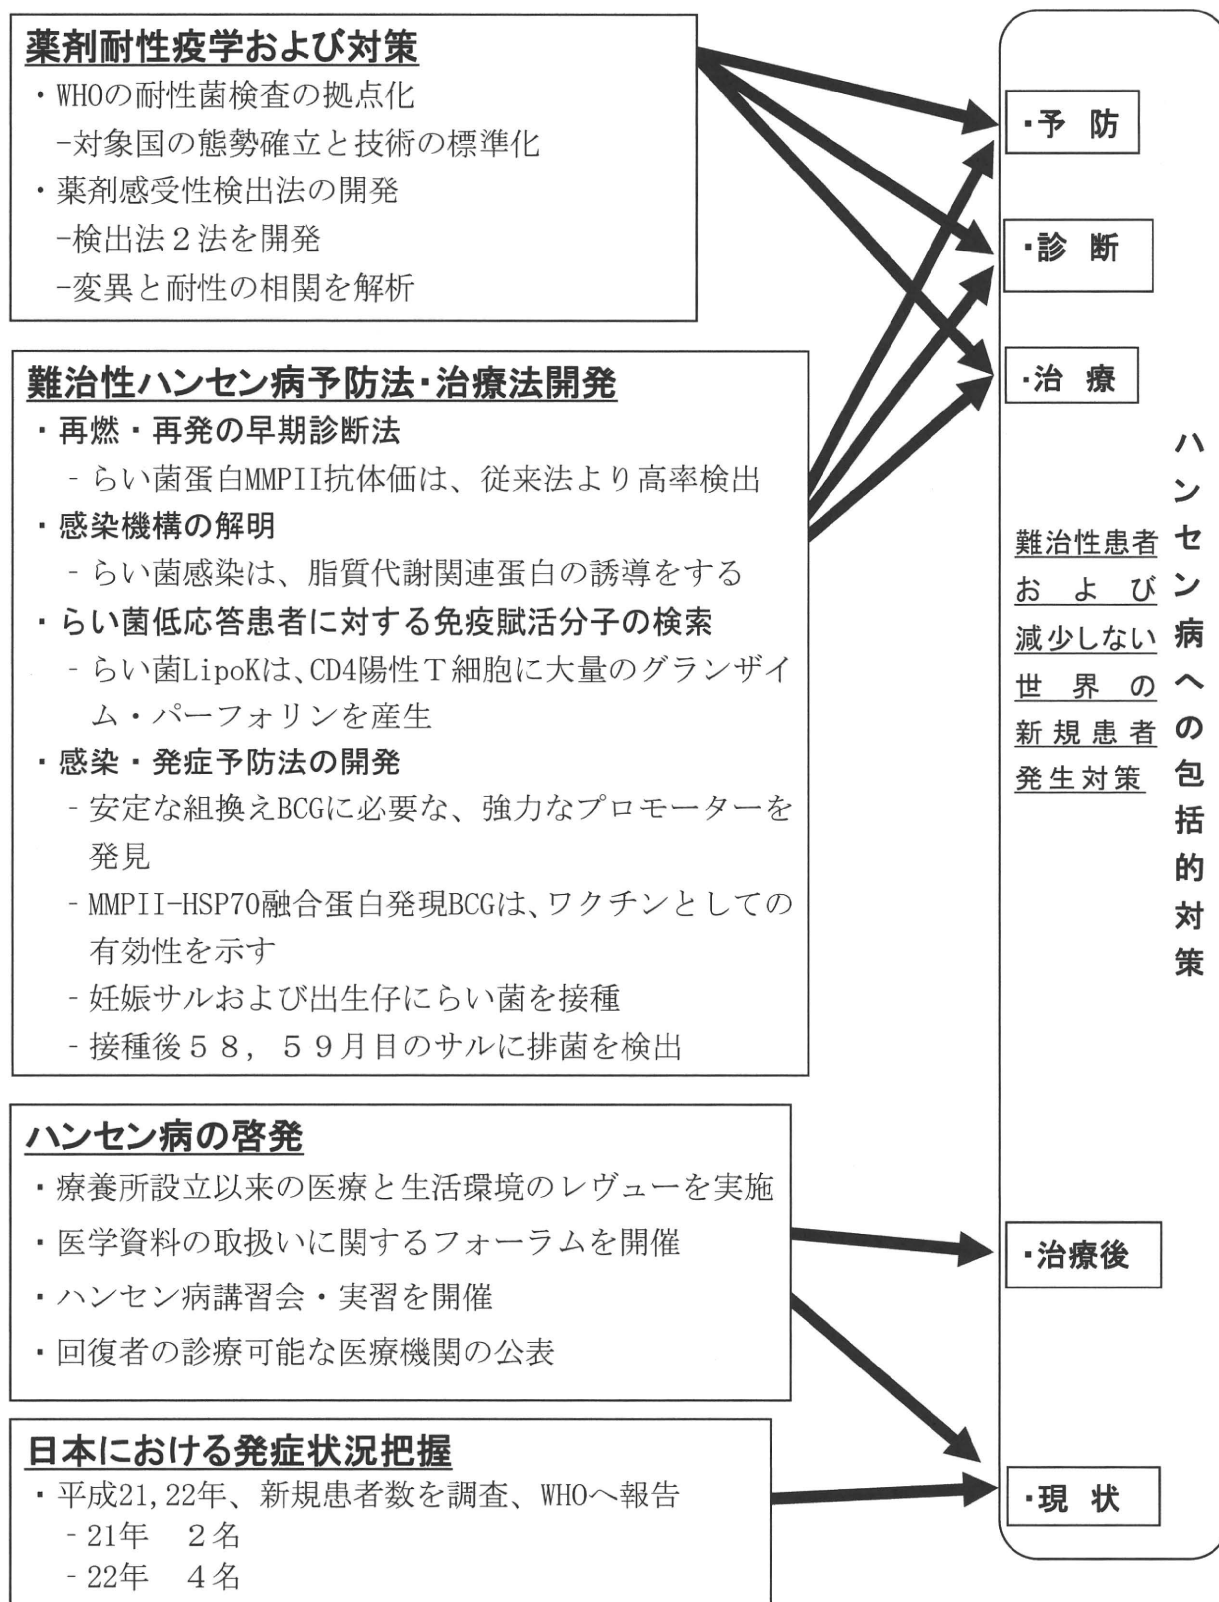 薬剤耐性疫学および対策
・WHOの耐性菌検査の拠点化
-対象国の態勢確立と技術の標準化
・薬剤感受性検出法の開発
-検出法２法を開発
-変異と耐性の相関を解析
難治性ハンセン病予防法・治療法開発
・再燃・再発の早期診断法
- らい菌蛋白MMPII抗体価は、従来法より高率検出
・感染機構の解明
- らい菌感染は、脂質代謝関連蛋白の誘導をする
・らい菌低応答患者に対する免疫賦活分子の検索
- らい菌LipoKは、CD4陽性Ｔ細胞に大量のグランザイ
ム・パーフォリンを産生
・感染・発症予防法の開発
- 安定な組換えBCGに必要な、強力なプロモーターを
発見
- MMPII-HSP70融合蛋白発現BCGは、ワクチンとしての
有効性を示す
- 妊娠サルおよび出生仔にらい菌を接種
- 接種後５８，５９月目のサルに排菌を検出
ハンセン病の啓発
・療養所設立以来の医療と生活環境のレヴューを実施
・医学資料の取扱いに関するフォーラムを開催
・ハンセン病講習会・実習を開催
・回復者の診療可能な医療機関の公表
日本における発症状況把握
・平成21,22年、新規患者数を調査、WHOへ報告
- 21年　２名
- 22年　４名
・予 防
・診 断
・治 療
難治性患者
および
減少しない
世界の
新規患者
発生対策
ハンセン病への包括的対策
・治療後
・現 状